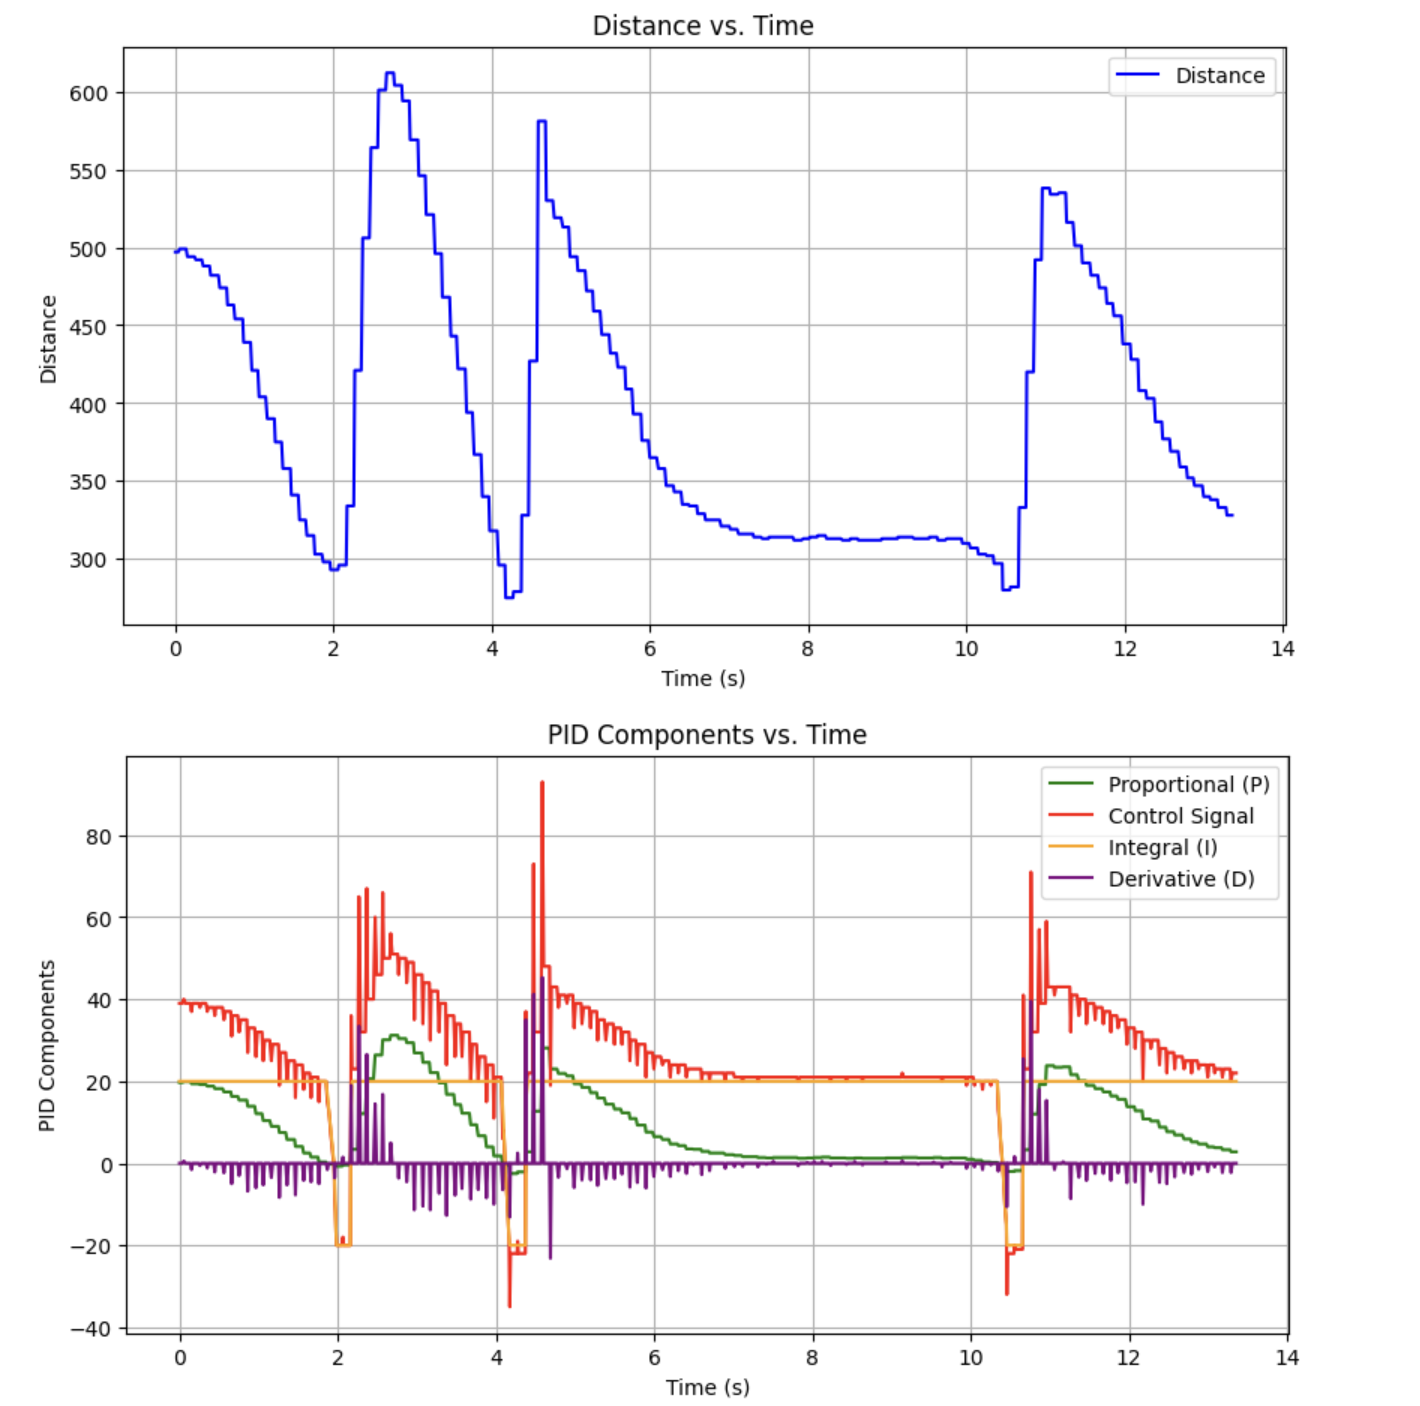 Distance vs. Time
Distance
600
550
500
450
400
350
300
Distance
0 2 4 6 8 10 12 14
Time (s)
PID Components vs. Time
Proportional (P)
Control Signal
Integral (I)
Derivative (D)
80
60
40
20
0
−20
−40
PID Components
0 2 4 6 8 10 12 14
Time (s)